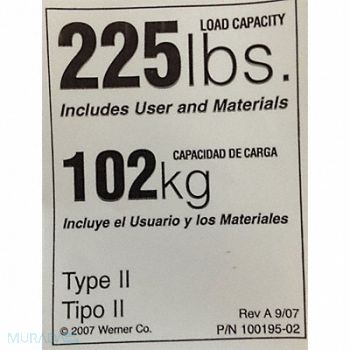 LOAD CAPACITY
225lbs.
Includes User and Materials
CAPACIDAD DE CARGA
102kg
Incluye el Usuario y los Materiales
Type II
Tipo II
© 2007 Werner Co.
Rev A 9/07
P/N 100195-02